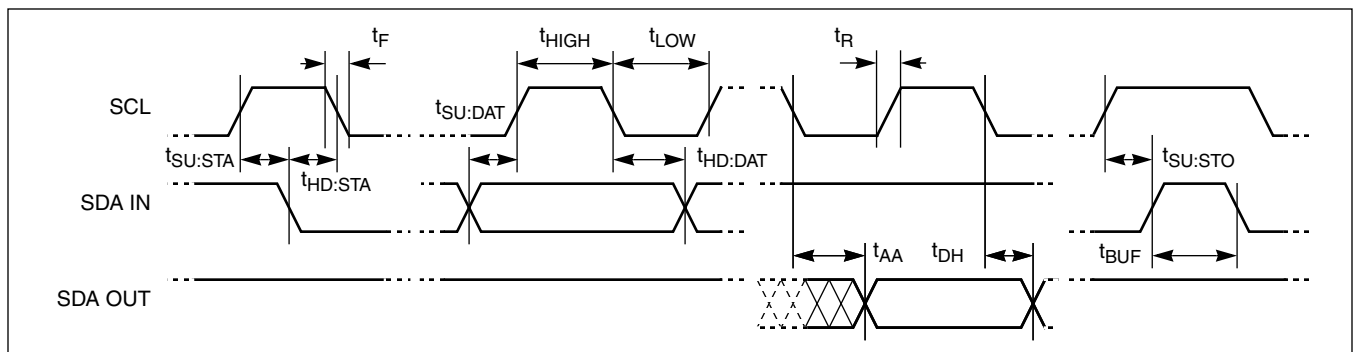 tF
tHIGH
tLOW
tR
SCL
tSU:DAT
tSU:STA
tHD:STA
tHD:DAT
tSU:STO
SDA IN
tAA
tDH
tBUF
SDA OUT